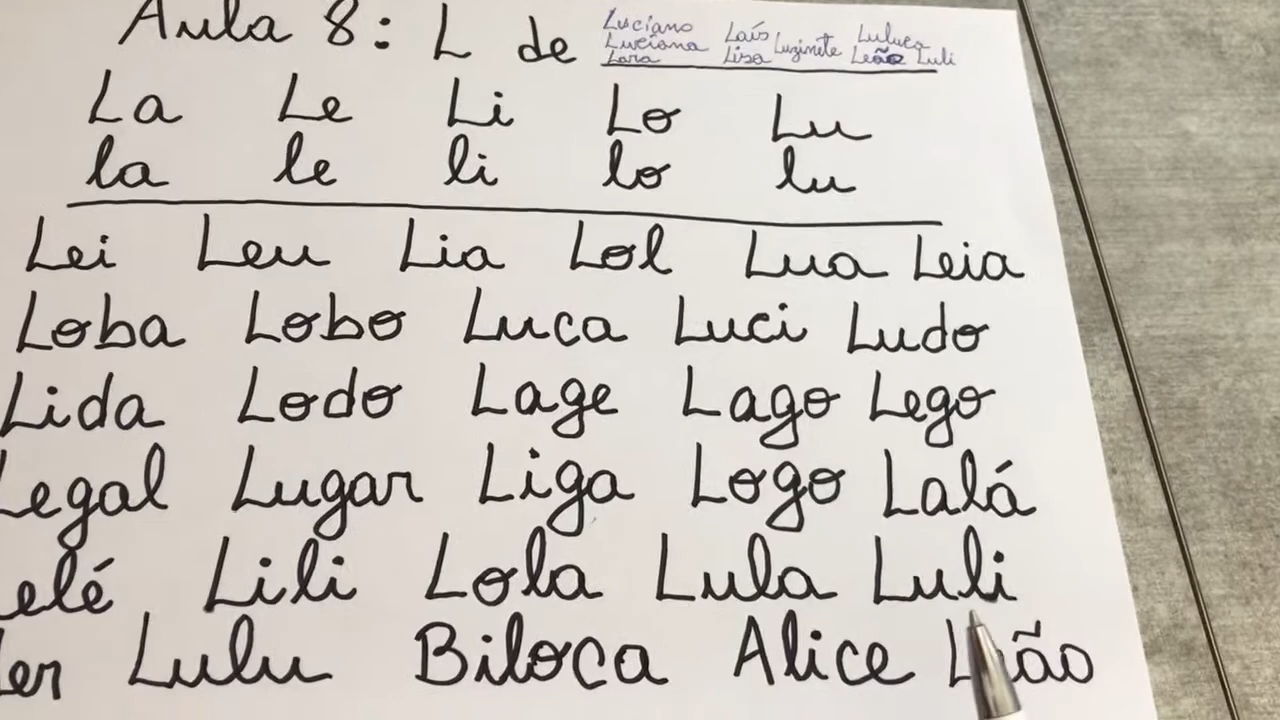 Aula 8: L de Luciano Laís Luluca
Luciana Lisa Luzinete Leão Luli
Lara
La Le Li Lo Lu
la le li lo lu
Lei Leu Lia Lol Lua Leia
Loba Lobo Luca Luci Ludo
Lida Lodo Lage Lago Lego
Legal Lugar Liga Logo Lalá
elé Lili Lola Lula Luli
er Lulu Biloca Alice Leão